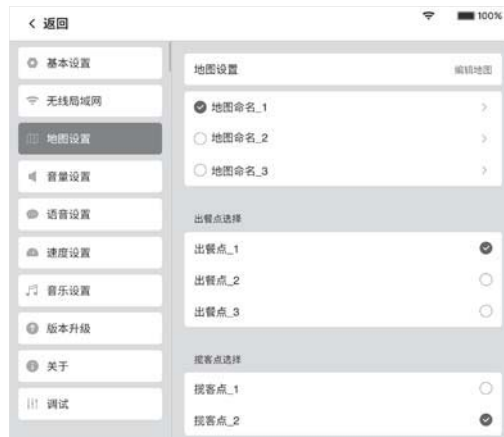 返回
100%
基本设置
无线局域网
地图设置
音量设置
语音设置
速度设置
音乐设置
版本升级
关于
调试
地图设置 编辑地图
地图命名_1
地图命名_2
地图命名_3
出餐点选择
出餐点_1
出餐点_2
出餐点_3
揽客点选择
揽客点_1
揽客点_2